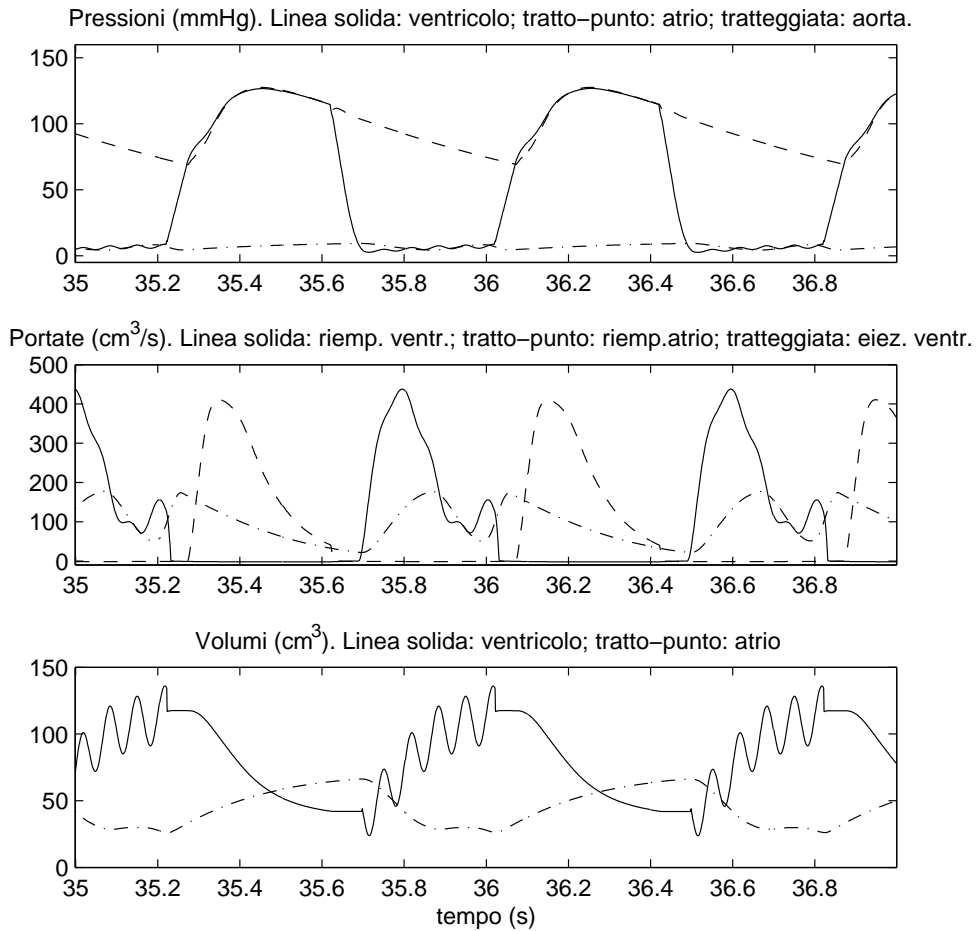 Pressioni (mmHg). Linea solida: ventricolo; tratto−punto: atrio; tratteggiata: aorta.
150
100
50
0
35 35.2 35.4 35.6 35.8 36 36.2 36.4 36.6 36.8
Portate (cm³/s). Linea solida: riemp. ventr.; tratto−punto: riemp.atrio; tratteggiata: eiez. ventr.
500
400
300
200
100
0
35 35.2 35.4 35.6 35.8 36 36.2 36.4 36.6 36.8
Volumi (cm³). Linea solida: ventricolo; tratto−punto: atrio
150
100
50
0
35 35.2 35.4 35.6 35.8 36 36.2 36.4 36.6 36.8
tempo (s)